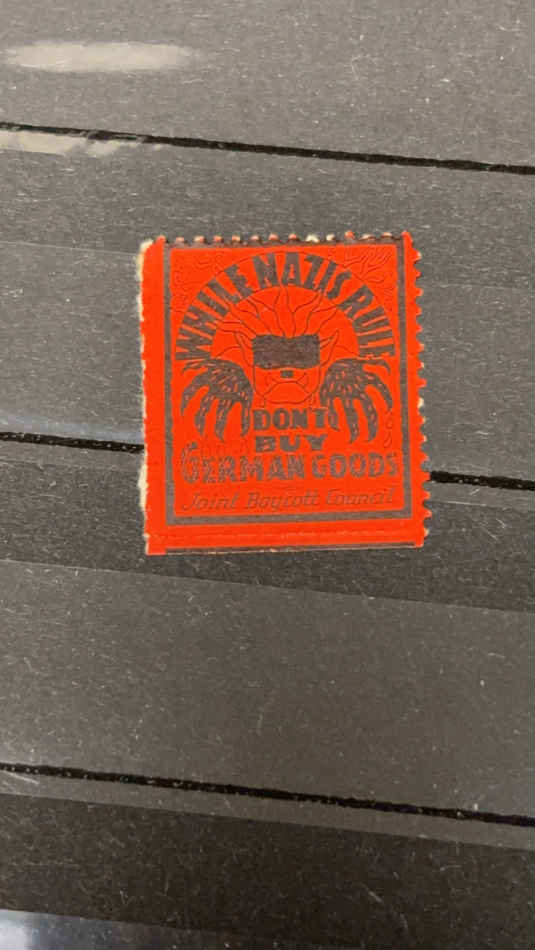 WHILE NAZIS RULE
DON'T
BUY
GERMAN GOODS
Joint Boycott Council